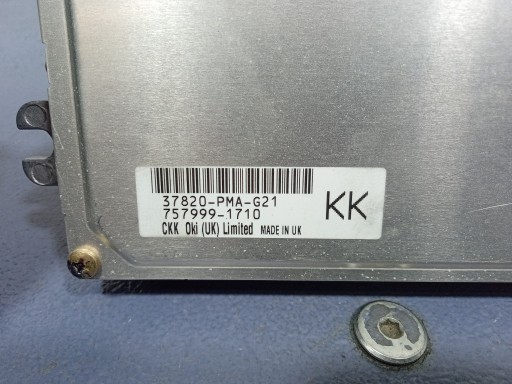 37820-PMA-G21
757999-1710
KK
CKK Oki (UK) Limited MADE IN UK